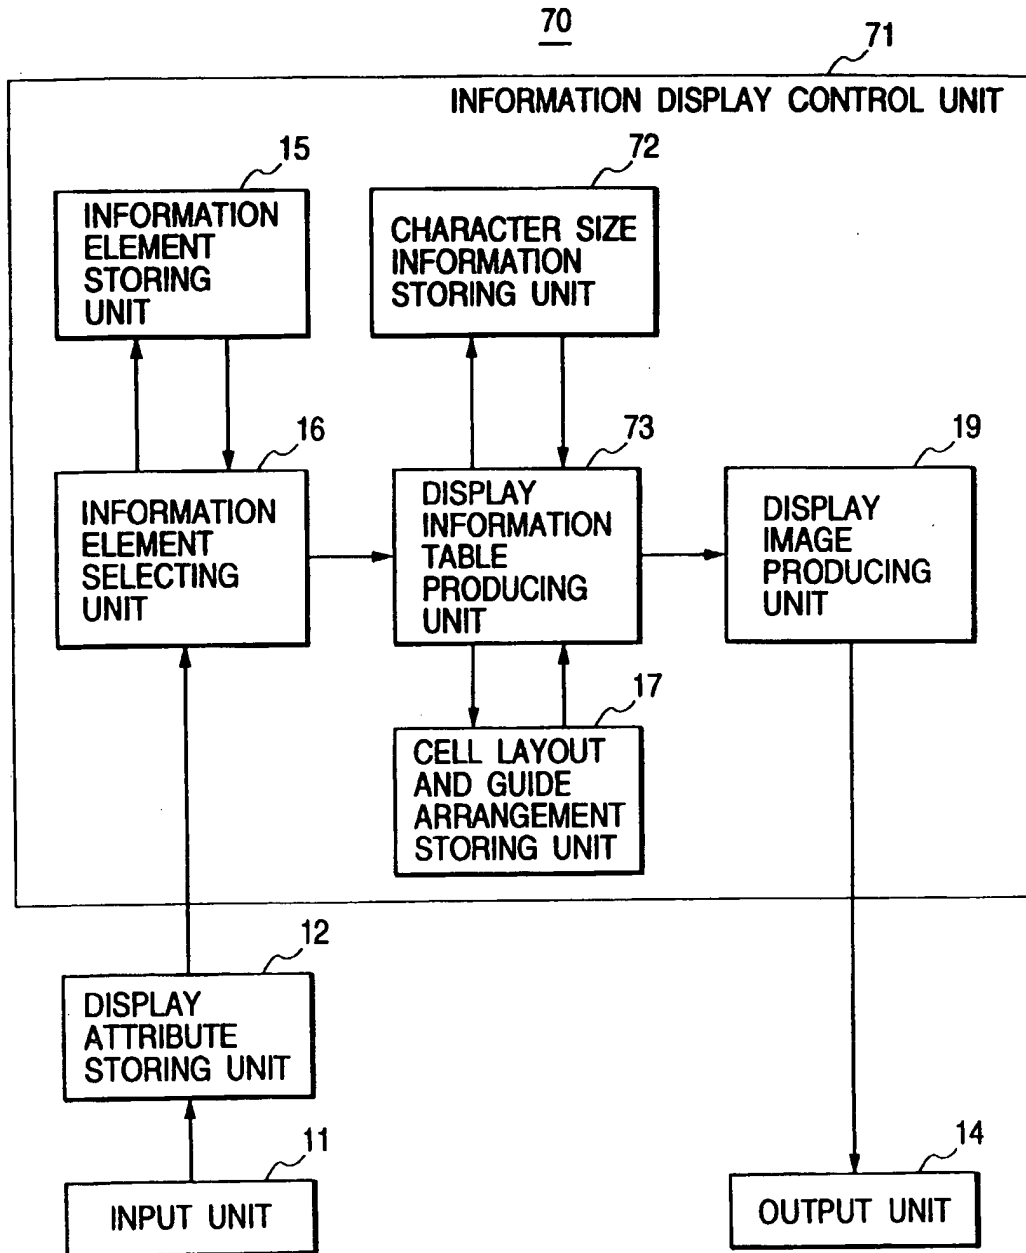 70
71
INFORMATION DISPLAY CONTROL UNIT
15
INFORMATION
ELEMENT
STORING
UNIT
72
CHARACTER SIZE
INFORMATION
STORING UNIT
16
INFORMATION
ELEMENT
SELECTING
UNIT
73
DISPLAY
INFORMATION
TABLE
PRODUCING
UNIT
19
DISPLAY
IMAGE
PRODUCING
UNIT
17
CELL LAYOUT
AND GUIDE
ARRANGEMENT
STORING UNIT
12
DISPLAY
ATTRIBUTE
STORING UNIT
11
INPUT UNIT
14
OUTPUT UNIT